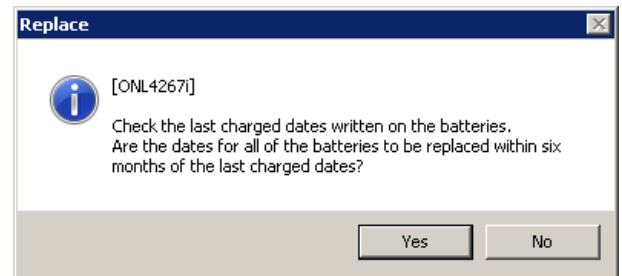 Replace
[ONL4267i]
Check the last charged dates written on the batteries.
Are the dates for all of the batteries to be replaced within six
months of the last charged dates?
Yes
No